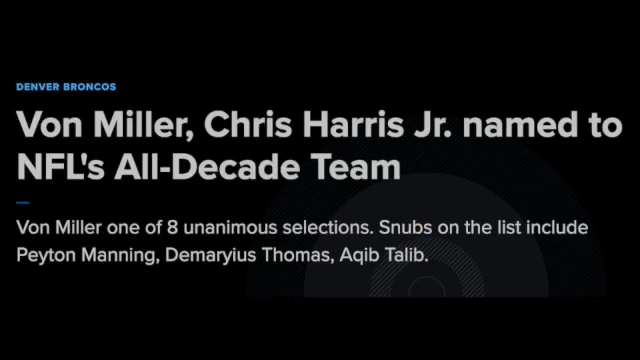 DENVER BRONCOS
Von Miller, Chris Harris Jr. named to
NFL's All-Decade Team
Von Miller one of 8 unanimous selections. Snubs on the list include
Peyton Manning, Demaryius Thomas, Aqib Talib.